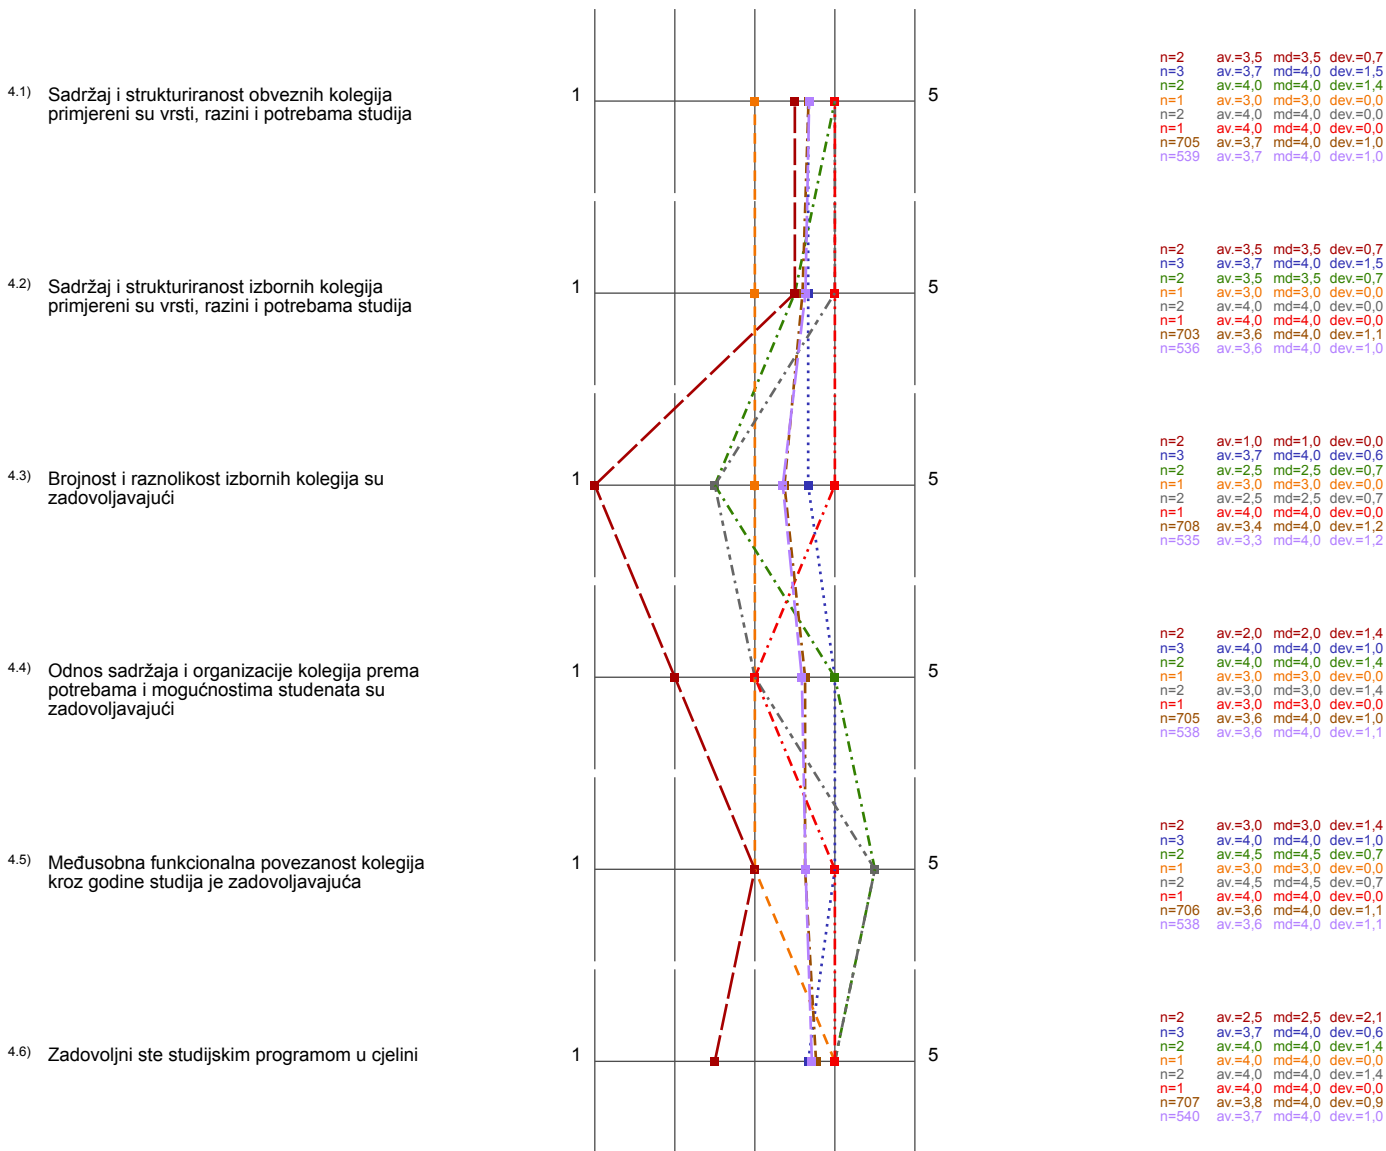 4.1) Sadržaj i strukturiranost obveznih kolegija
primjereni su vrsti, razini i potrebama studija
1 5
n=2 av.=3,5 md=3,5 dev.=0,7
n=3 av.=3,7 md=4,0 dev.=1,5
n=2 av.=4,0 md=4,0 dev.=1,4
n=1 av.=3,0 md=3,0 dev.=0,0
n=2 av.=4,0 md=4,0 dev.=0,0
n=1 av.=4,0 md=4,0 dev.=0,0
n=705 av.=3,7 md=4,0 dev.=1,0
n=539 av.=3,7 md=4,0 dev.=1,0
4.2) Sadržaj i strukturiranost izbornih kolegija
primjereni su vrsti, razini i potrebama studija
1 5
n=2 av.=3,5 md=3,5 dev.=0,7
n=3 av.=3,7 md=4,0 dev.=1,5
n=2 av.=3,5 md=3,5 dev.=0,7
n=1 av.=3,0 md=3,0 dev.=0,0
n=2 av.=4,0 md=4,0 dev.=0,0
n=1 av.=4,0 md=4,0 dev.=0,0
n=703 av.=3,6 md=4,0 dev.=1,1
n=536 av.=3,6 md=4,0 dev.=1,0
4.3) Brojnost i raznolikost izbornih kolegija su
zadovoljavajući
1 5
n=2 av.=1,0 md=1,0 dev.=0,0
n=3 av.=3,7 md=4,0 dev.=0,6
n=2 av.=2,5 md=2,5 dev.=0,7
n=1 av.=3,0 md=3,0 dev.=0,0
n=2 av.=2,5 md=2,5 dev.=0,7
n=1 av.=4,0 md=4,0 dev.=0,0
n=708 av.=3,4 md=4,0 dev.=1,2
n=535 av.=3,3 md=4,0 dev.=1,2
4.4) Odnos sadržaja i organizacije kolegija prema
potrebama i mogućnostima studenata su
zadovoljavajući
1 5
n=2 av.=2,0 md=2,0 dev.=1,4
n=3 av.=4,0 md=4,0 dev.=1,0
n=2 av.=4,0 md=4,0 dev.=1,4
n=1 av.=3,0 md=3,0 dev.=0,0
n=2 av.=3,0 md=3,0 dev.=1,4
n=1 av.=3,0 md=3,0 dev.=0,0
n=705 av.=3,6 md=4,0 dev.=1,0
n=538 av.=3,6 md=4,0 dev.=1,1
4.5) Međusobna funkcionalna povezanost kolegija
kroz godine studija je zadovoljavajuća
1 5
n=2 av.=3,0 md=3,0 dev.=1,4
n=3 av.=4,0 md=4,0 dev.=1,0
n=2 av.=4,5 md=4,5 dev.=0,7
n=1 av.=3,0 md=3,0 dev.=0,0
n=2 av.=4,5 md=4,5 dev.=0,7
n=1 av.=4,0 md=4,0 dev.=0,0
n=706 av.=3,6 md=4,0 dev.=1,1
n=538 av.=3,6 md=4,0 dev.=1,1
4.6) Zadovoljni ste studijskim programom u cjelini
1 5
n=2 av.=2,5 md=2,5 dev.=2,1
n=3 av.=3,7 md=4,0 dev.=0,6
n=2 av.=4,0 md=4,0 dev.=1,4
n=1 av.=4,0 md=4,0 dev.=0,0
n=2 av.=4,0 md=4,0 dev.=1,4
n=1 av.=4,0 md=4,0 dev.=0,0
n=707 av.=3,8 md=4,0 dev.=0,9
n=540 av.=3,7 md=4,0 dev.=1,0